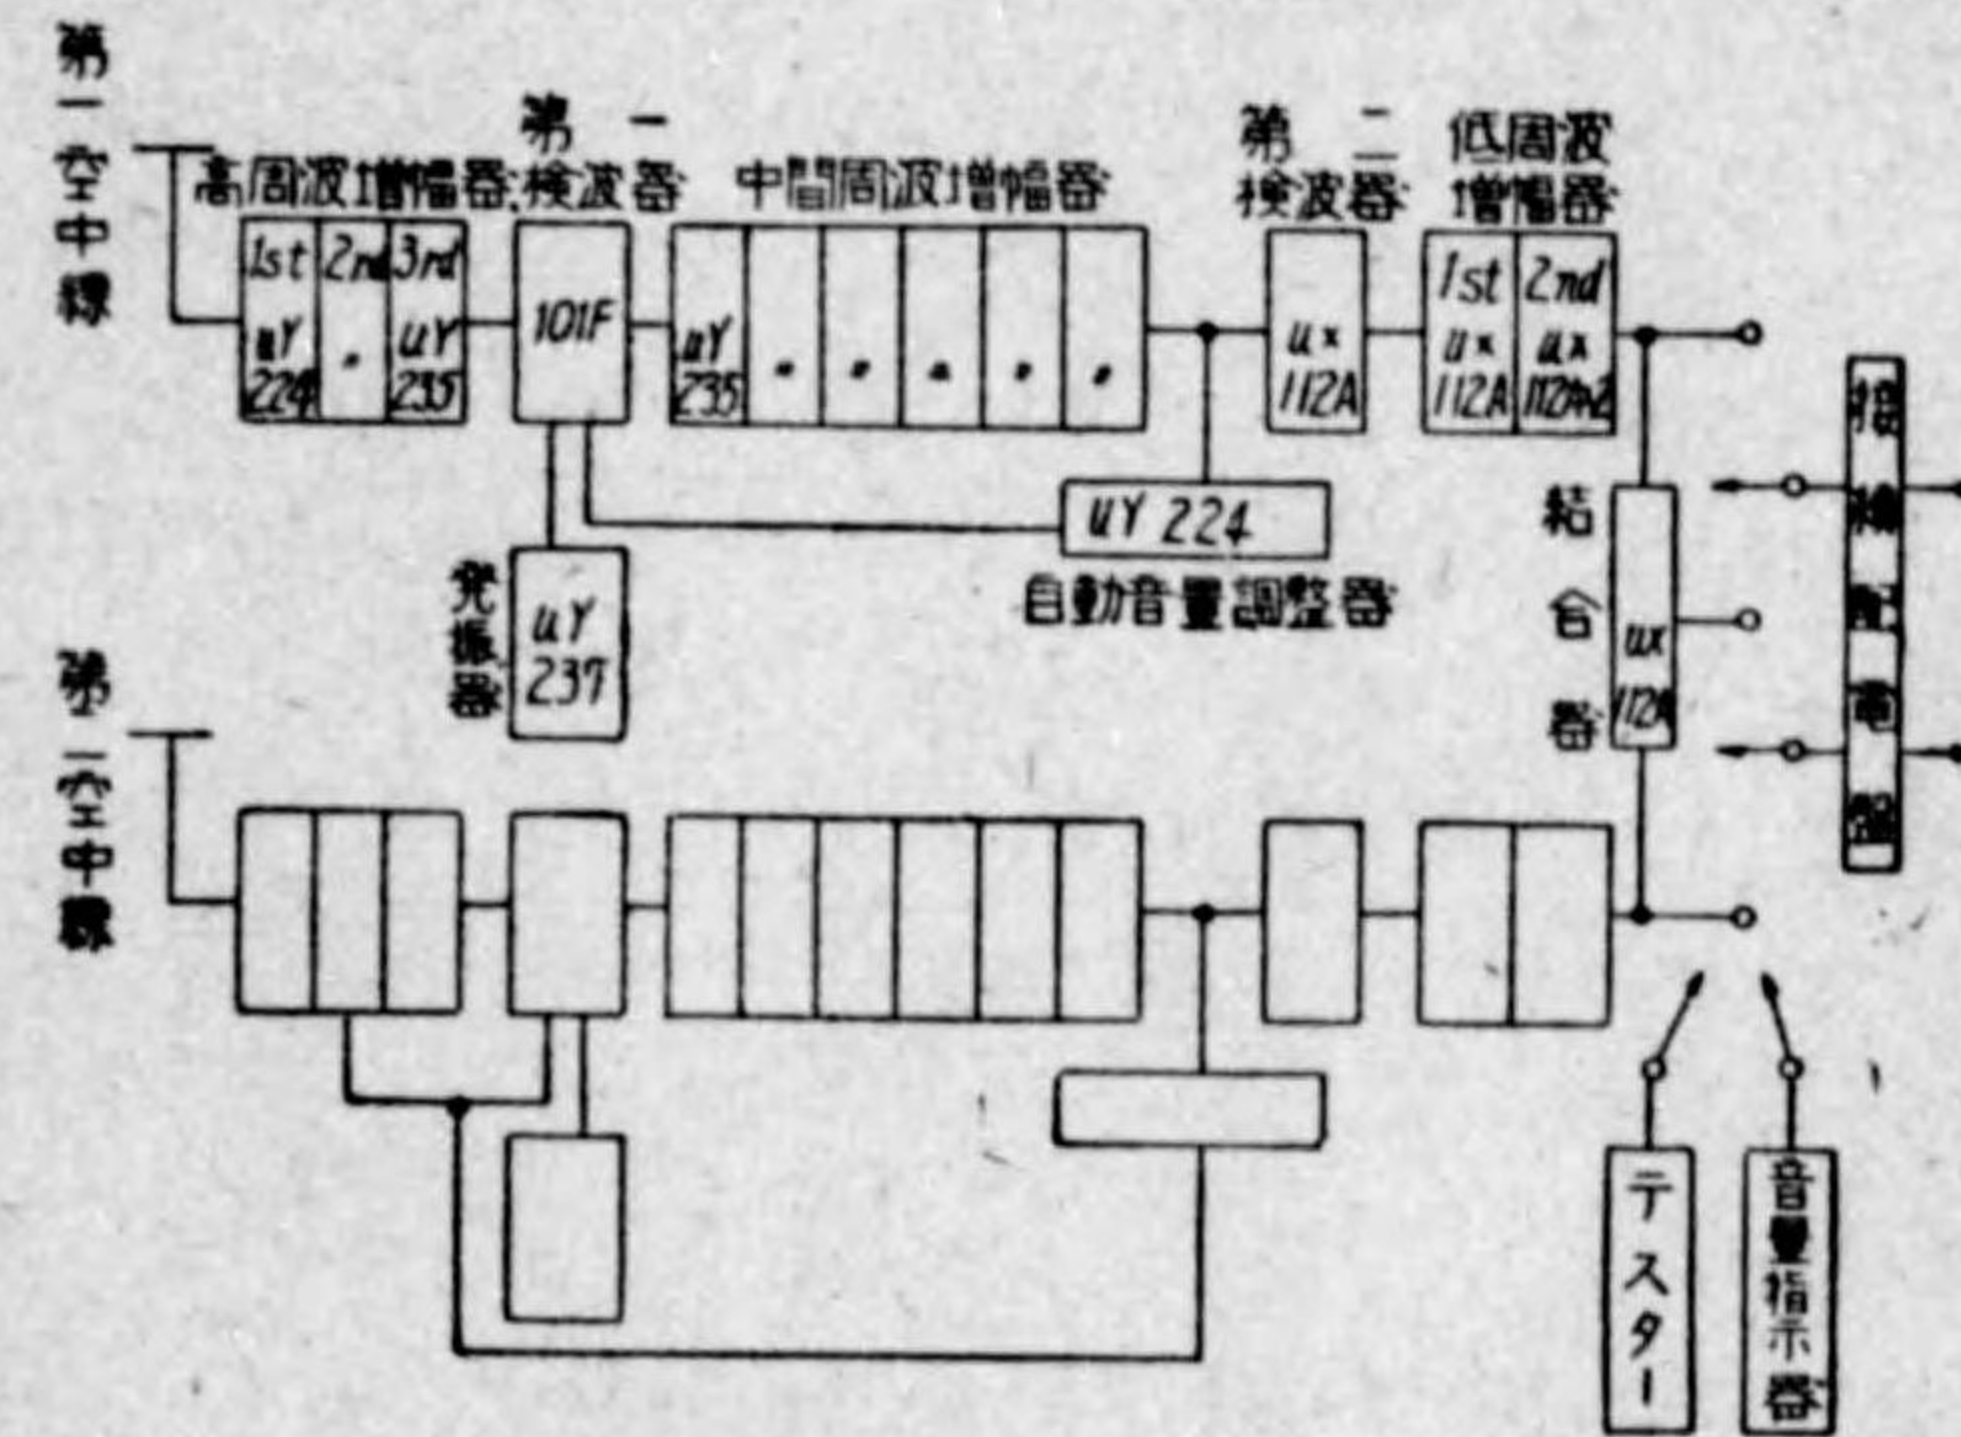 第一空中線
高周波増幅器
第一
検波器
中間周波増幅器
第二
検波器
低周波
増幅器
1st
2nd
3rd
UY
224
〃
UY
235
101F
UY
235
〃
〃
〃
〃
〃
UX
112A
1st
UX
112A
2nd
UX
UY 224
自動音量調整器
発振器
UY
237
結合器
UX
112A
配電盤
第二空中線
テスター
音量指示器